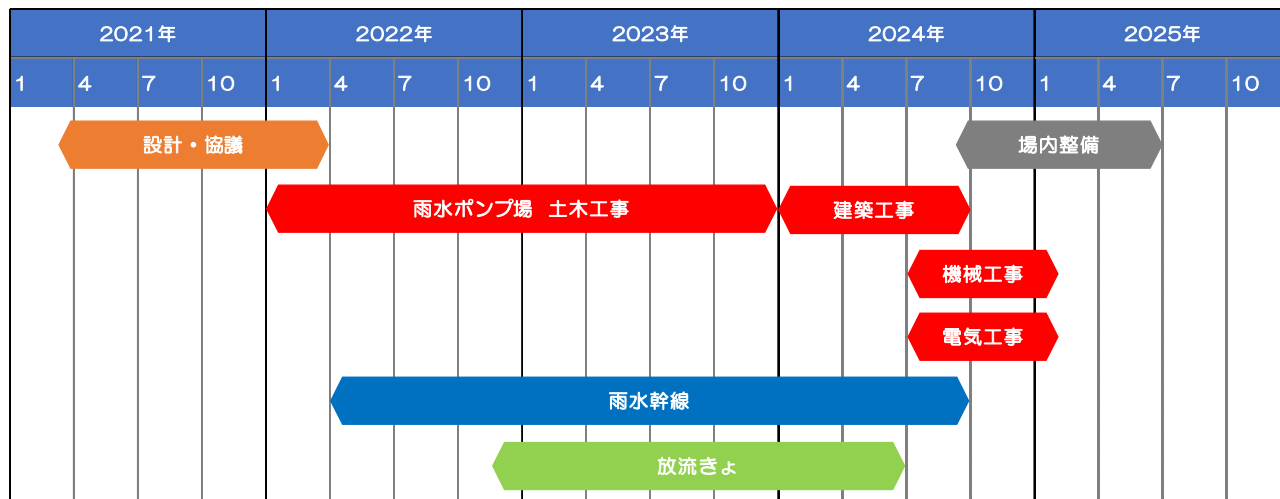 2021年 2022年 2023年 2024年 2025年
1 4 7 10 1 4 7 10 1 4 7 10 1 4 7 10 1 4 7 10
設計・協議 場内整備
雨水ポンプ場 土木工事 建築工事
機械工事
電気工事
雨水幹線
放流きょ